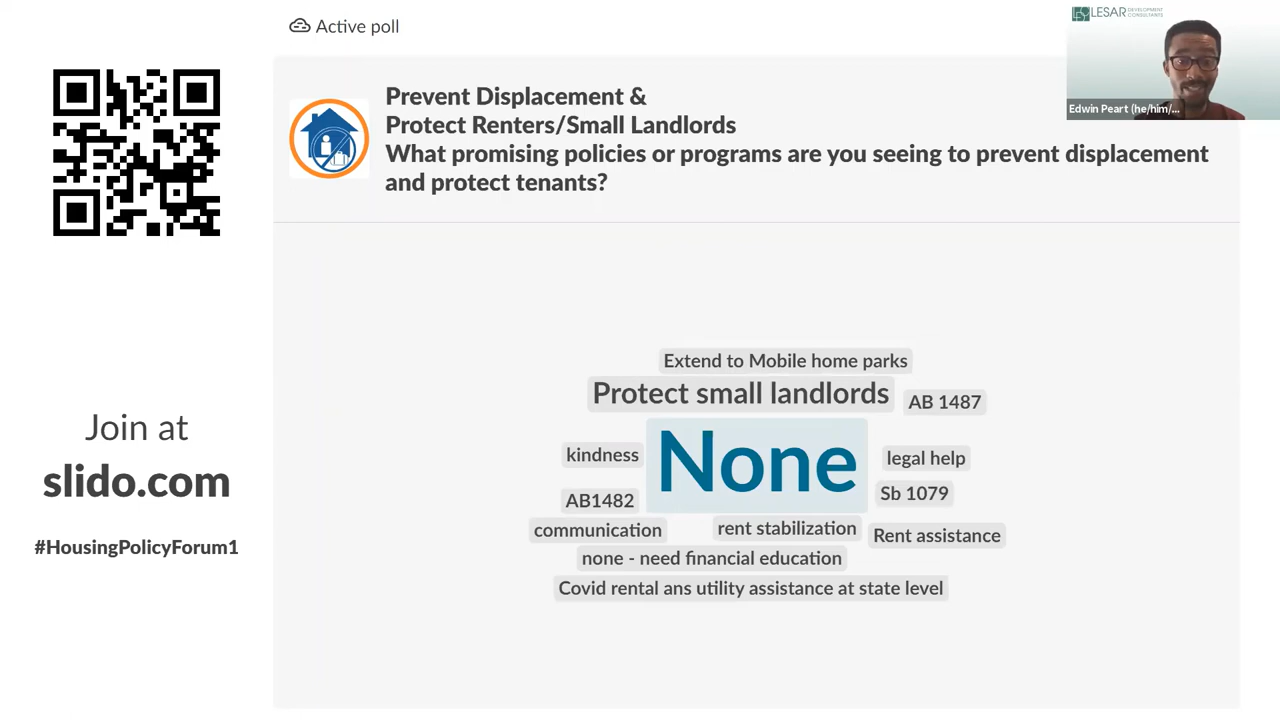 Active poll
LESAR DEVELOPMENT
CONSULTANTS
Edwin Peart (he/him/...
Prevent Displacement &
Protect Renters/Small Landlords
What promising policies or programs are you seeing to prevent displacement
and protect tenants?
Extend to Mobile home parks
Protect small landlords
AB 1487
kindness
None
legal help
AB1482
Sb 1079
communication
rent stabilization
Rent assistance
none - need financial education
Covid rental ans utility assistance at state level
Join at
slido.com
#HousingPolicyForum1